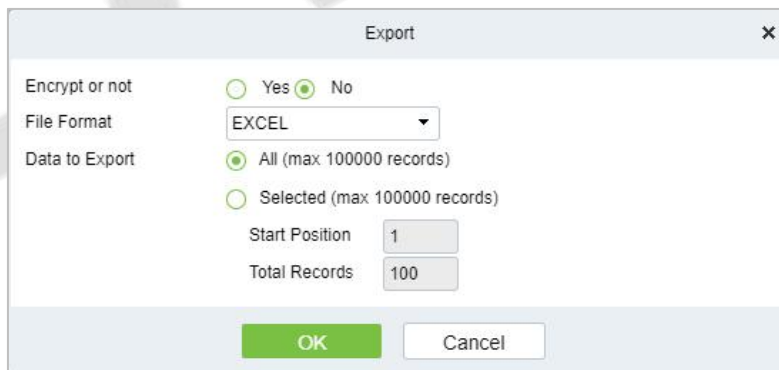 Export
Encrypt or not Yes No
File Format EXCEL
Data to Export All (max 100000 records)
Selected (max 100000 records)
Start Position 1
Total Records 100
OK Cancel